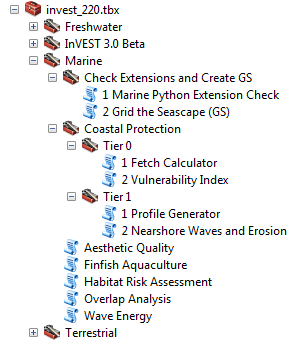 invest_220.tbx
Freshwater
InVEST 3.0 Beta
Marine
Check Extensions and Create GS
1 Marine Python Extension Check
2 Grid the Seascape (GS)
Coastal Protection
Tier 0
1 Fetch Calculator
2 Vulnerability Index
Tier 1
1 Profile Generator
2 Nearshore Waves and Erosion
Aesthetic Quality
Finfish Aquaculture
Habitat Risk Assessment
Overlap Analysis
Wave Energy
Terrestrial